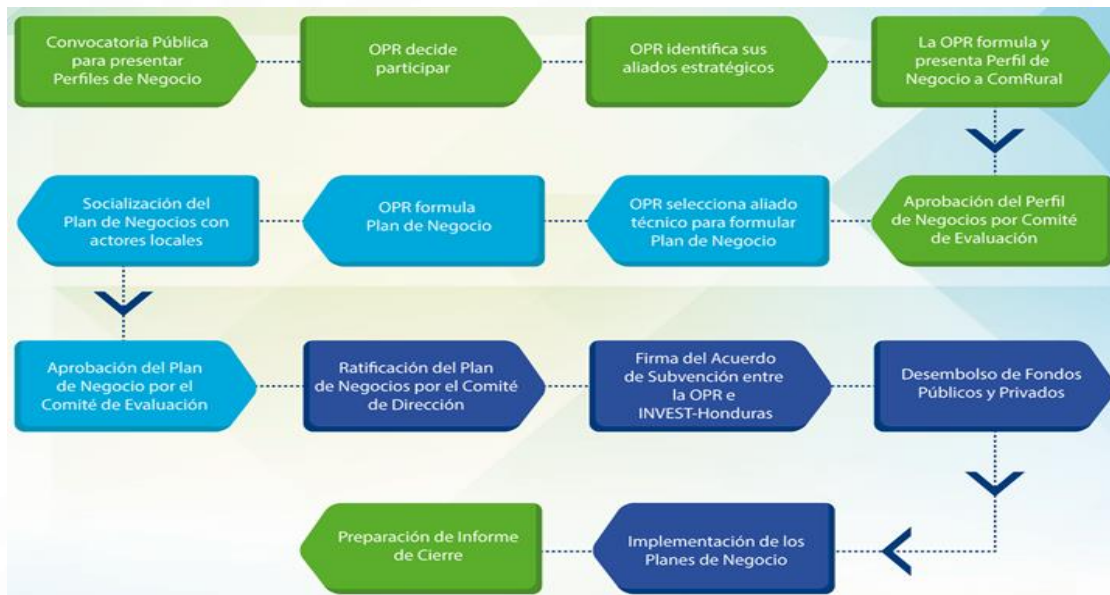 Convocatoria Pública
para presentar
Perfiles de Negocio
OPR decide
participar
OPR identifica sus
aliados estratégicos
La OPR formula y
presenta Perfil de
Negocio a ComRural
Aprobación del Perfil
de Negocios por Comité
de Evaluación
OPR selecciona aliado
técnico para formular
Plan de Negocio
OPR formula
Plan de Negocio
Socialización del
Plan de Negocios con
actores locales
Aprobación del Plan
de Negocio por el
Comité de Evaluación
Ratificación del Plan
de Negocios por el Comité
de Dirección
Firma del Acuerdo
de Subvención entre
la OPR e
INVEST-Honduras
Desembolso de Fondos
Públicos y Privados
Implementación de los
Planes de Negocio
Preparación de Informe
de Cierre